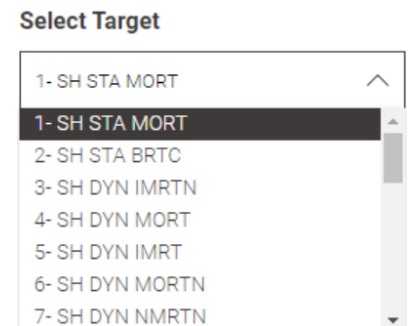 Select Target
1- SH STA MORT
1- SH STA MORT
2- SH STA BRTC
3- SH DYN IMRTN
4- SH DYN MORT
5- SH DYN IMRT
6- SH DYN MORTN
7- SH DYN NMRTN